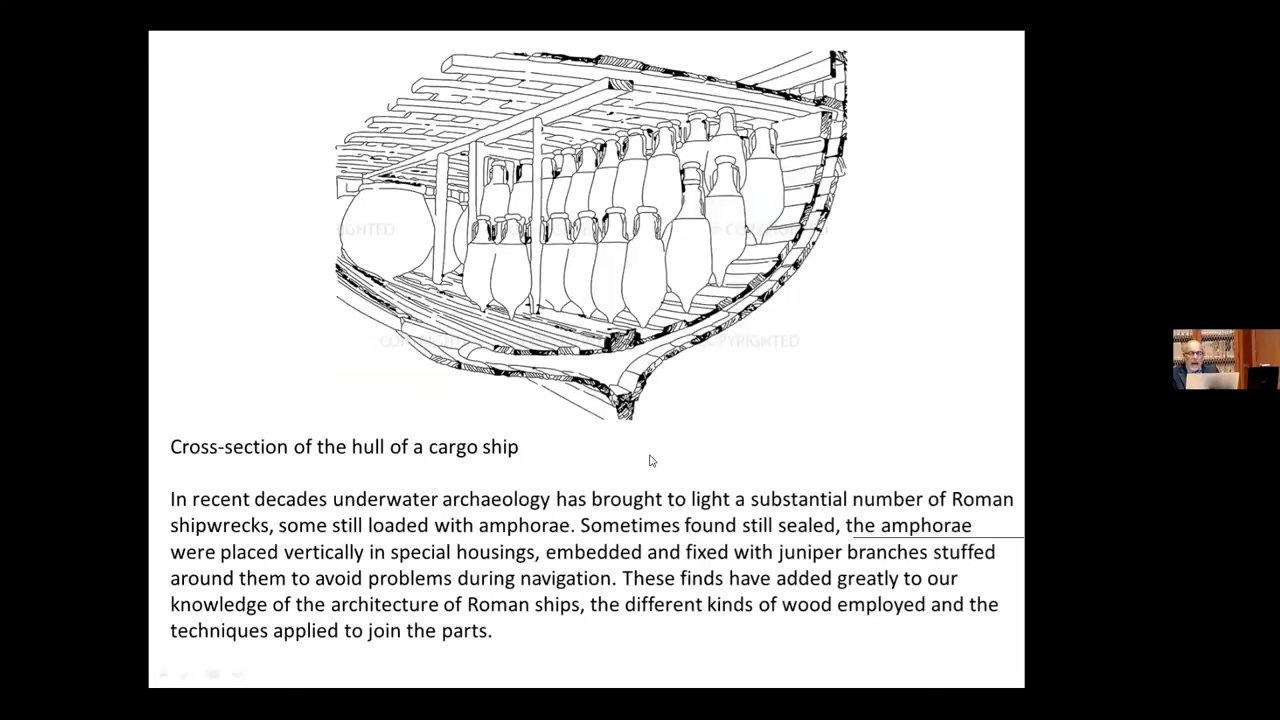 IGHTED
COPYRIGHTED
COPYRIGHTED
Cross-section of the hull of a cargo ship
In recent decades underwater archaeology has brought to light a substantial number of Roman
shipwrecks, some still loaded with amphorae. Sometimes found still sealed, the amphorae
were placed vertically in special housings, embedded and fixed with juniper branches stuffed
around them to avoid problems during navigation. These finds have added greatly to our
knowledge of the architecture of Roman ships, the different kinds of wood employed and the
techniques applied to join the parts.